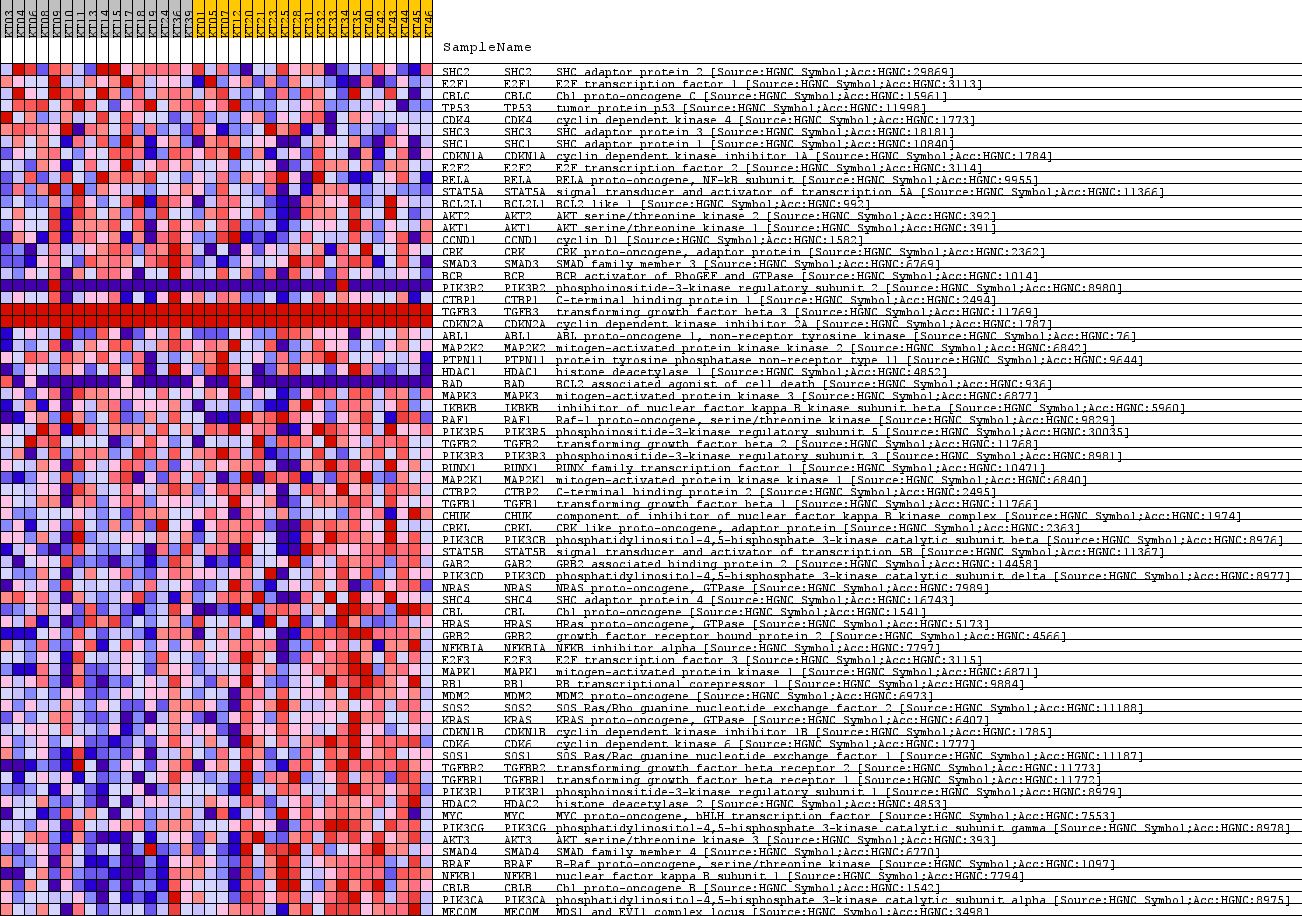 KT03 KT04 KT06 KT08 KT09 KT10 KT11 KT13 KT14 KT15 KT17 KT18 KT19 KT24 KT36 KT39 KT01 KT05 KT07 KT12 KT20 KT21 KT23 KT25 KT28 KT31 KT32 KT33 KT34 KT35 KT40 KT42 KT43 KT44 KT45 KT46
SampleName
SHC2 SHC2 SHC adaptor protein 2 [Source:HGNC Symbol;Acc:HGNC:29869]
E2F1 E2F1 E2F transcription factor 1 [Source:HGNC Symbol;Acc:HGNC:3113]
CBLC CBLC Cbl proto-oncogene C [Source:HGNC Symbol;Acc:HGNC:15961]
TP53 TP53 tumor protein p53 [Source:HGNC Symbol;Acc:HGNC:11998]
CDK4 CDK4 cyclin dependent kinase 4 [Source:HGNC Symbol;Acc:HGNC:1773]
SHC3 SHC3 SHC adaptor protein 3 [Source:HGNC Symbol;Acc:HGNC:18181]
SHC1 SHC1 SHC adaptor protein 1 [Source:HGNC Symbol;Acc:HGNC:10840]
CDKN1A CDKN1A cyclin dependent kinase inhibitor 1A [Source:HGNC Symbol;Acc:HGNC:1784]
E2F2 E2F2 E2F transcription factor 2 [Source:HGNC Symbol;Acc:HGNC:3114]
RELA RELA RELA proto-oncogene, NF-kB subunit [Source:HGNC Symbol;Acc:HGNC:9955]
STAT5A STAT5A signal transducer and activator of transcription 5A [Source:HGNC Symbol;Acc:HGNC:11366]
BCL2L1 BCL2L1 BCL2 like 1 [Source:HGNC Symbol;Acc:HGNC:992]
AKT2 AKT2 AKT serine/threonine kinase 2 [Source:HGNC Symbol;Acc:HGNC:392]
AKT1 AKT1 AKT serine/threonine kinase 1 [Source:HGNC Symbol;Acc:HGNC:391]
CCND1 CCND1 cyclin D1 [Source:HGNC Symbol;Acc:HGNC:1582]
CRK CRK CRK proto-oncogene, adaptor protein [Source:HGNC Symbol;Acc:HGNC:2362]
SMAD3 SMAD3 SMAD family member 3 [Source:HGNC Symbol;Acc:HGNC:6769]
BCR BCR BCR activator of RhoGEF and GTPase [Source:HGNC Symbol;Acc:HGNC:1014]
PIK3R2 PIK3R2 phosphoinositide-3-kinase regulatory subunit 2 [Source:HGNC Symbol;Acc:HGNC:8980]
CTBP1 CTBP1 C-terminal binding protein 1 [Source:HGNC Symbol;Acc:HGNC:2494]
TGFB3 TGFB3 transforming growth factor beta 3 [Source:HGNC Symbol;Acc:HGNC:11769]
CDKN2A CDKN2A cyclin dependent kinase inhibitor 2A [Source:HGNC Symbol;Acc:HGNC:1787]
ABL1 ABL1 ABL proto-oncogene 1, non-receptor tyrosine kinase [Source:HGNC Symbol;Acc:HGNC:76]
MAP2K2 MAP2K2 mitogen-activated protein kinase kinase 2 [Source:HGNC Symbol;Acc:HGNC:6842]
PTPN11 PTPN11 protein tyrosine phosphatase non-receptor type 11 [Source:HGNC Symbol;Acc:HGNC:9644]
HDAC1 HDAC1 histone deacetylase 1 [Source:HGNC Symbol;Acc:HGNC:4852]
BAD BAD BCL2 associated agonist of cell death [Source:HGNC Symbol;Acc:HGNC:936]
MAPK3 MAPK3 mitogen-activated protein kinase 3 [Source:HGNC Symbol;Acc:HGNC:6877]
IKBKB IKBKB inhibitor of nuclear factor kappa B kinase subunit beta [Source:HGNC Symbol;Acc:HGNC:5960]
RAF1 RAF1 Raf-1 proto-oncogene, serine/threonine kinase [Source:HGNC Symbol;Acc:HGNC:9829]
PIK3R5 PIK3R5 phosphoinositide-3-kinase regulatory subunit 5 [Source:HGNC Symbol;Acc:HGNC:30035]
TGFB2 TGFB2 transforming growth factor beta 2 [Source:HGNC Symbol;Acc:HGNC:11768]
PIK3R3 PIK3R3 phosphoinositide-3-kinase regulatory subunit 3 [Source:HGNC Symbol;Acc:HGNC:8981]
RUNX1 RUNX1 RUNX family transcription factor 1 [Source:HGNC Symbol;Acc:HGNC:10471]
MAP2K1 MAP2K1 mitogen-activated protein kinase kinase 1 [Source:HGNC Symbol;Acc:HGNC:6840]
CTBP2 CTBP2 C-terminal binding protein 2 [Source:HGNC Symbol;Acc:HGNC:2495]
TGFB1 TGFB1 transforming growth factor beta 1 [Source:HGNC Symbol;Acc:HGNC:11766]
CHUK CHUK component of inhibitor of nuclear factor kappa B kinase complex [Source:HGNC Symbol;Acc:HGNC:1974]
CRKL CRKL CRK like proto-oncogene, adaptor protein [Source:HGNC Symbol;Acc:HGNC:2363]
PIK3CB PIK3CB phosphatidylinositol-4,5-bisphosphate 3-kinase catalytic subunit beta [Source:HGNC Symbol;Acc:HGNC:8976]
STAT5B STAT5B signal transducer and activator of transcription 5B [Source:HGNC Symbol;Acc:HGNC:11367]
GAB2 GAB2 GRB2 associated binding protein 2 [Source:HGNC Symbol;Acc:HGNC:14458]
PIK3CD PIK3CD phosphatidylinositol-4,5-bisphosphate 3-kinase catalytic subunit delta [Source:HGNC Symbol;Acc:HGNC:8977]
NRAS NRAS NRAS proto-oncogene, GTPase [Source:HGNC Symbol;Acc:HGNC:7989]
SHC4 SHC4 SHC adaptor protein 4 [Source:HGNC Symbol;Acc:HGNC:16743]
CBL CBL Cbl proto-oncogene [Source:HGNC Symbol;Acc:HGNC:1541]
HRAS HRAS HRas proto-oncogene, GTPase [Source:HGNC Symbol;Acc:HGNC:5173]
GRB2 GRB2 growth factor receptor bound protein 2 [Source:HGNC Symbol;Acc:HGNC:4566]
NFKBIA NFKBIA NFKB inhibitor alpha [Source:HGNC Symbol;Acc:HGNC:7797]
E2F3 E2F3 E2F transcription factor 3 [Source:HGNC Symbol;Acc:HGNC:3115]
MAPK1 MAPK1 mitogen-activated protein kinase 1 [Source:HGNC Symbol;Acc:HGNC:6871]
RB1 RB1 RB transcriptional corepressor 1 [Source:HGNC Symbol;Acc:HGNC:9884]
MDM2 MDM2 MDM2 proto-oncogene [Source:HGNC Symbol;Acc:HGNC:6973]
SOS2 SOS2 SOS Ras/Rho guanine nucleotide exchange factor 2 [Source:HGNC Symbol;Acc:HGNC:11188]
KRAS KRAS KRAS proto-oncogene, GTPase [Source:HGNC Symbol;Acc:HGNC:6407]
CDKN1B CDKN1B cyclin dependent kinase inhibitor 1B [Source:HGNC Symbol;Acc:HGNC:1785]
CDK6 CDK6 cyclin dependent kinase 6 [Source:HGNC Symbol;Acc:HGNC:1777]
SOS1 SOS1 SOS Ras/Rac guanine nucleotide exchange factor 1 [Source:HGNC Symbol;Acc:HGNC:11187]
TGFBR2 TGFBR2 transforming growth factor beta receptor 2 [Source:HGNC Symbol;Acc:HGNC:11773]
TGFBR1 TGFBR1 transforming growth factor beta receptor 1 [Source:HGNC Symbol;Acc:HGNC:11772]
PIK3R1 PIK3R1 phosphoinositide-3-kinase regulatory subunit 1 [Source:HGNC Symbol;Acc:HGNC:8979]
HDAC2 HDAC2 histone deacetylase 2 [Source:HGNC Symbol;Acc:HGNC:4853]
MYC MYC MYC proto-oncogene, bHLH transcription factor [Source:HGNC Symbol;Acc:HGNC:7553]
PIK3CG PIK3CG phosphatidylinositol-4,5-bisphosphate 3-kinase catalytic subunit gamma [Source:HGNC Symbol;Acc:HGNC:8978]
AKT3 AKT3 AKT serine/threonine kinase 3 [Source:HGNC Symbol;Acc:HGNC:393]
SMAD4 SMAD4 SMAD family member 4 [Source:HGNC Symbol;Acc:HGNC:6770]
BRAF BRAF B-Raf proto-oncogene, serine/threonine kinase [Source:HGNC Symbol;Acc:HGNC:1097]
NFKB1 NFKB1 nuclear factor kappa B subunit 1 [Source:HGNC Symbol;Acc:HGNC:7794]
CBLB CBLB Cbl proto-oncogene B [Source:HGNC Symbol;Acc:HGNC:1542]
PIK3CA PIK3CA phosphatidylinositol-4,5-bisphosphate 3-kinase catalytic subunit alpha [Source:HGNC Symbol;Acc:HGNC:8975]
MECOM MECOM MDS1 and EVI1 complex locus [Source:HGNC Symbol;Acc:HGNC:3498]